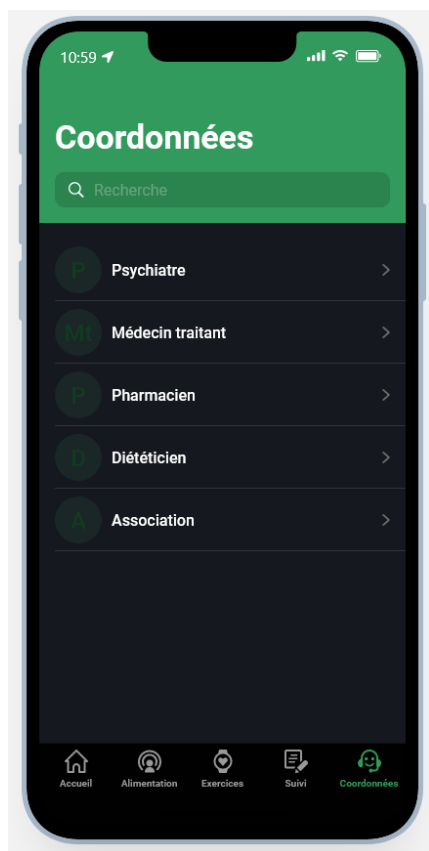 10:59
Coordonnées
Recherche
P Psychiatre
Mt Médecin traitant
P Pharmacien
D Diététicien
A Association
Accueil Alimentation Exercices Suivi Coordonnées